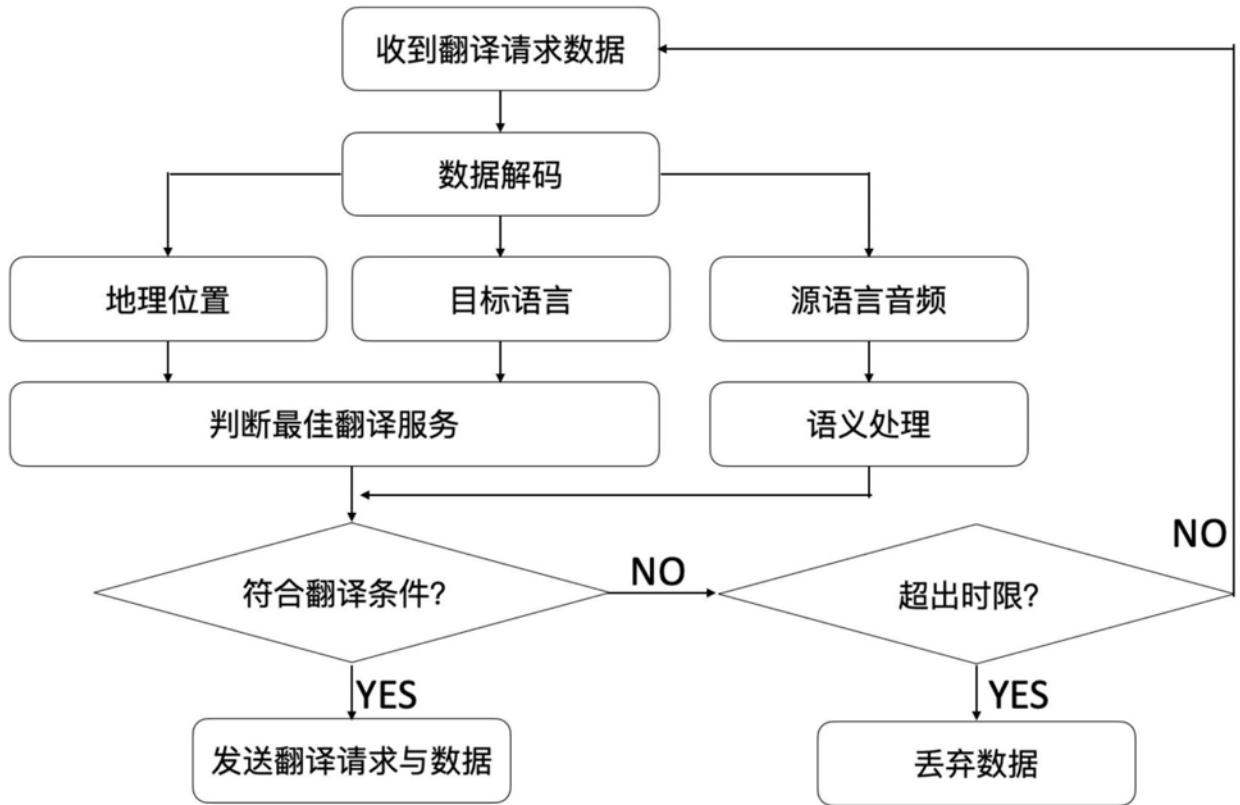 收到翻译请求数据
数据解码
地理位置
目标语言
源语言音频
判断最佳翻译服务
语义处理
符合翻译条件?
NO
超出时限?
NO
YES
YES
发送翻译请求与数据
丢弃数据